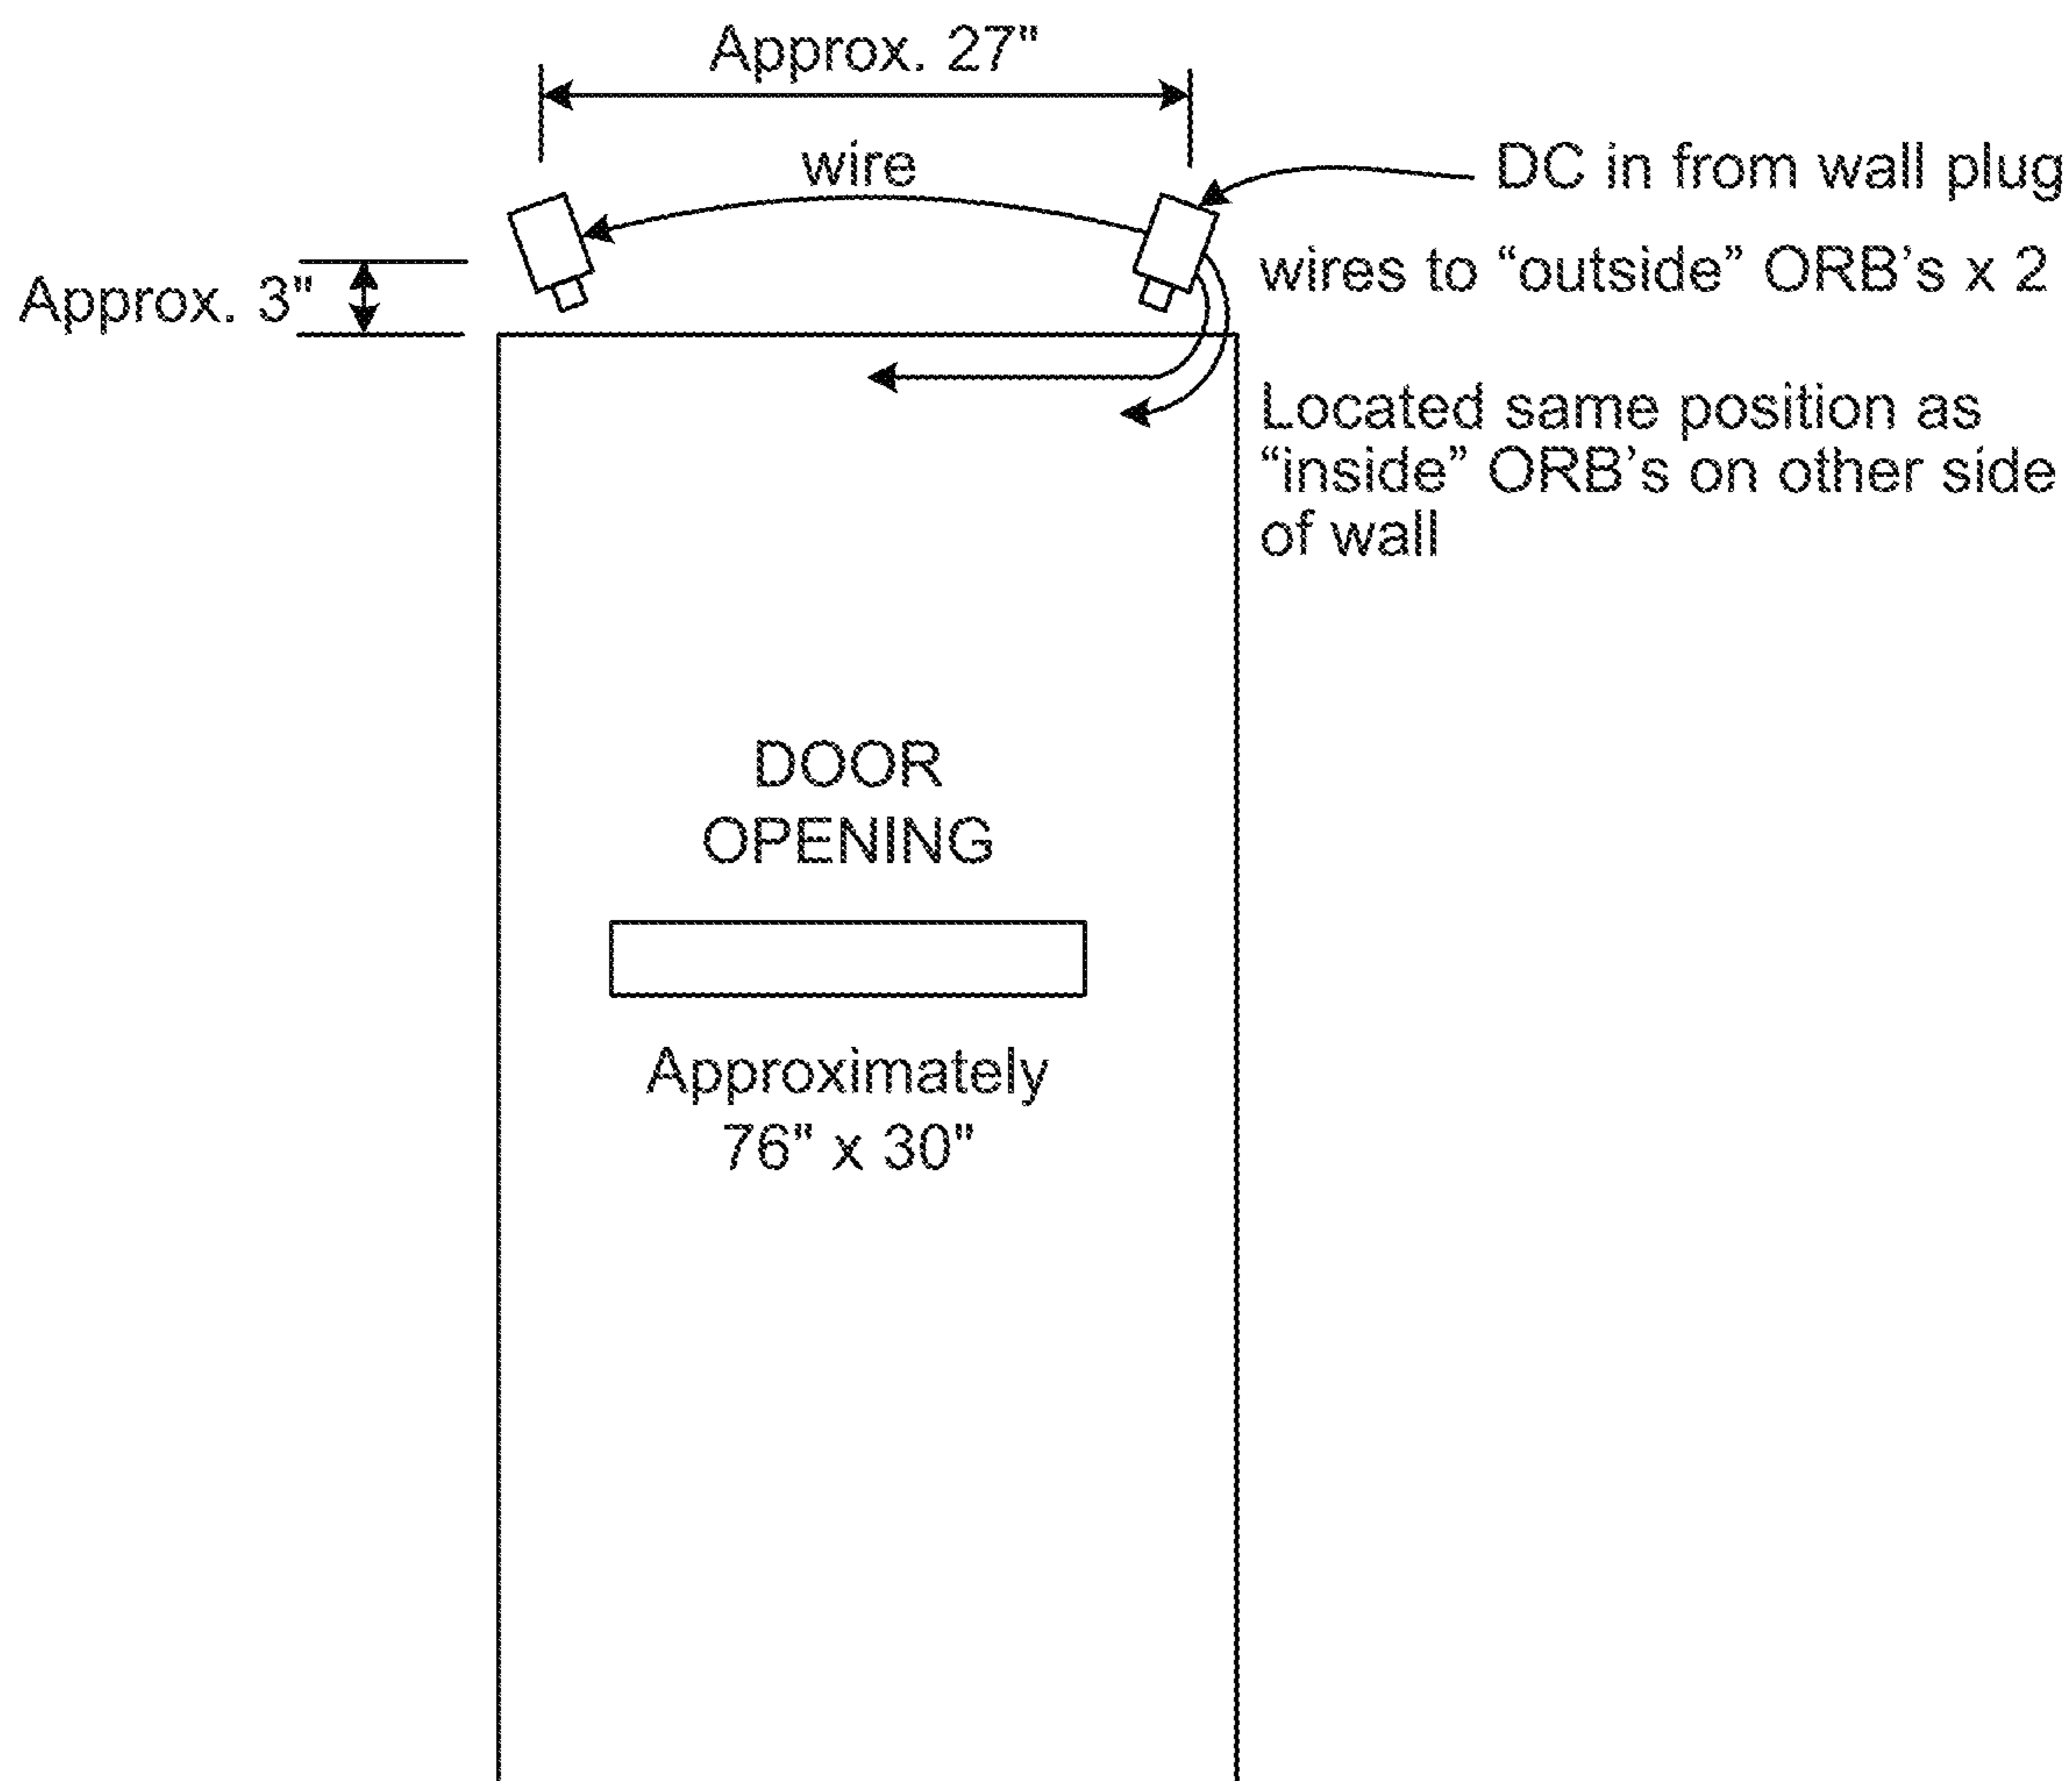 Approx. 27"
wire
DC in from wall plug
wires to “outside” ORB’s x 2
Approx. 3"
Located same position as
“inside” ORB’s on other side
of wall
DOOR
OPENING
Approximately
76" x 30"